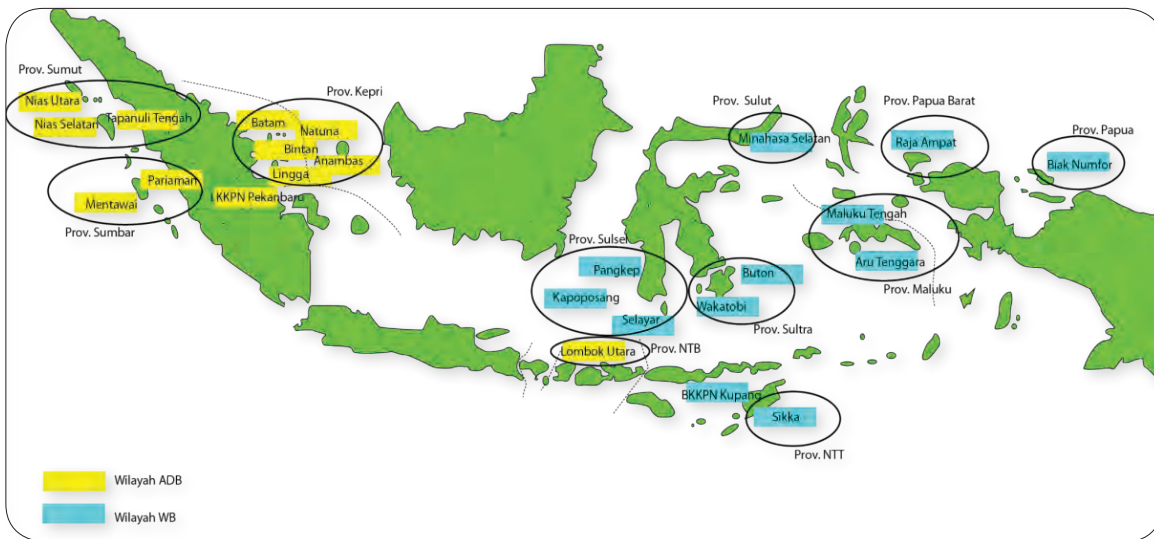 Prov. Sumut
Nias Utara
Nias Selatan
Tapanuli Tengah
Prov. Kepri
Batam
Natuna
Bintan
Anambas
Lingga
Pariaman
Mentawai
LKKPN Pekanbaru
Prov. Sumbar
Prov. Sulut
Minahasa Selatan
Prov. Papua Barat
Raja Ampat
Prov. Papua
Biak Numfor
Maluku Tengah
Aru Tenggara
Prov. Maluku
Prov. Sulsel
Pangkep
Kapoposang
Selayar
Buton
Wakatobi
Prov. Sultra
Lombok Utara
Prov. NTB
BKKPN Kupang
Sikka
Prov. NTT
Wilayah ADB
Wilayah WB